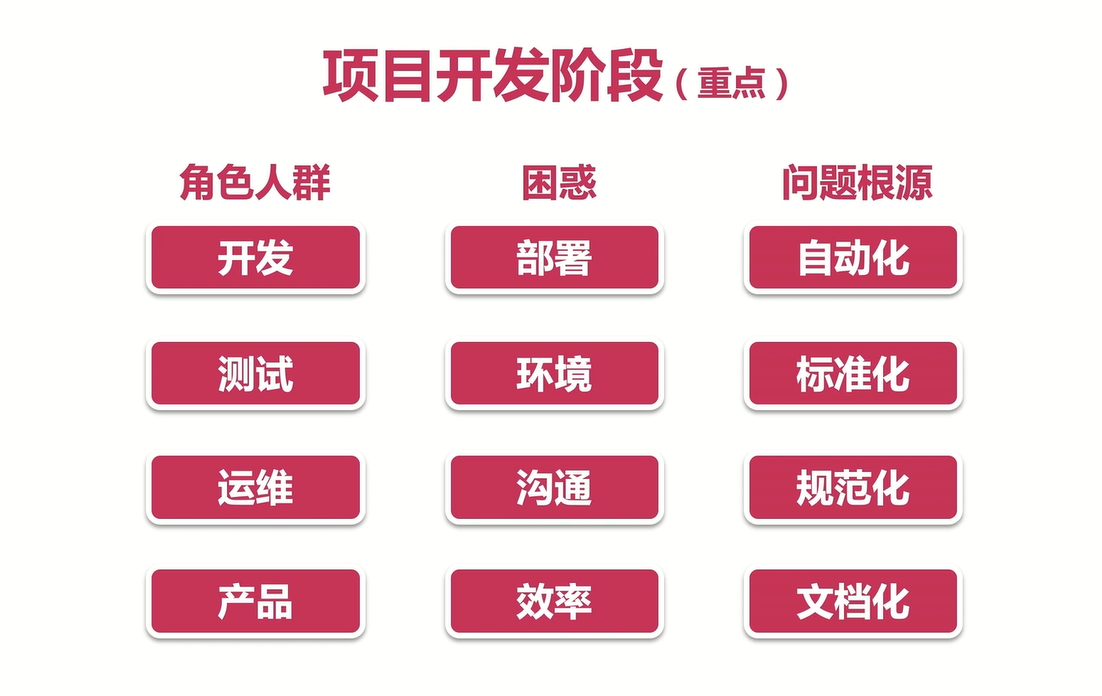 项目开发阶段（重点）
角色人群 困惑 问题根源
开发 部署 自动化
测试 环境 标准化
运维 沟通 规范化
产品 效率 文档化